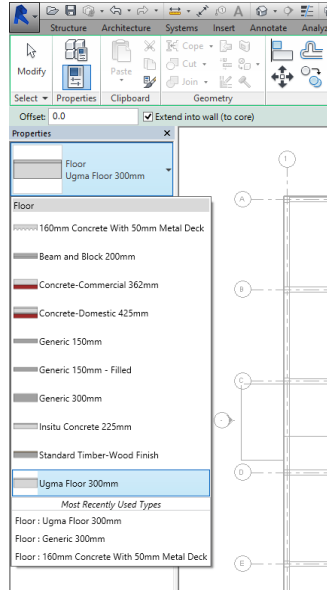 Structure Architecture Systems Insert Annotate Analyz
Modify
Paste
Cope
Cut
Join
Select Properties Clipboard Geometry
Offset: 0.0 Extend into wall (to core)
Properties
Floor
Ugma Floor 300mm
Floor
160mm Concrete With 50mm Metal Deck
Beam and Block 200mm
Concrete-Commercial 362mm
Concrete-Domestic 425mm
Generic 150mm
Generic 150mm - Filled
Generic 300mm
Insitu Concrete 225mm
Standard Timber-Wood Finish
Ugma Floor 300mm
Most Recently Used Types
Floor : Ugma Floor 300mm
Floor : Generic 300mm
Floor : 160mm Concrete With 50mm Metal Deck
1
A
B
C
D
E